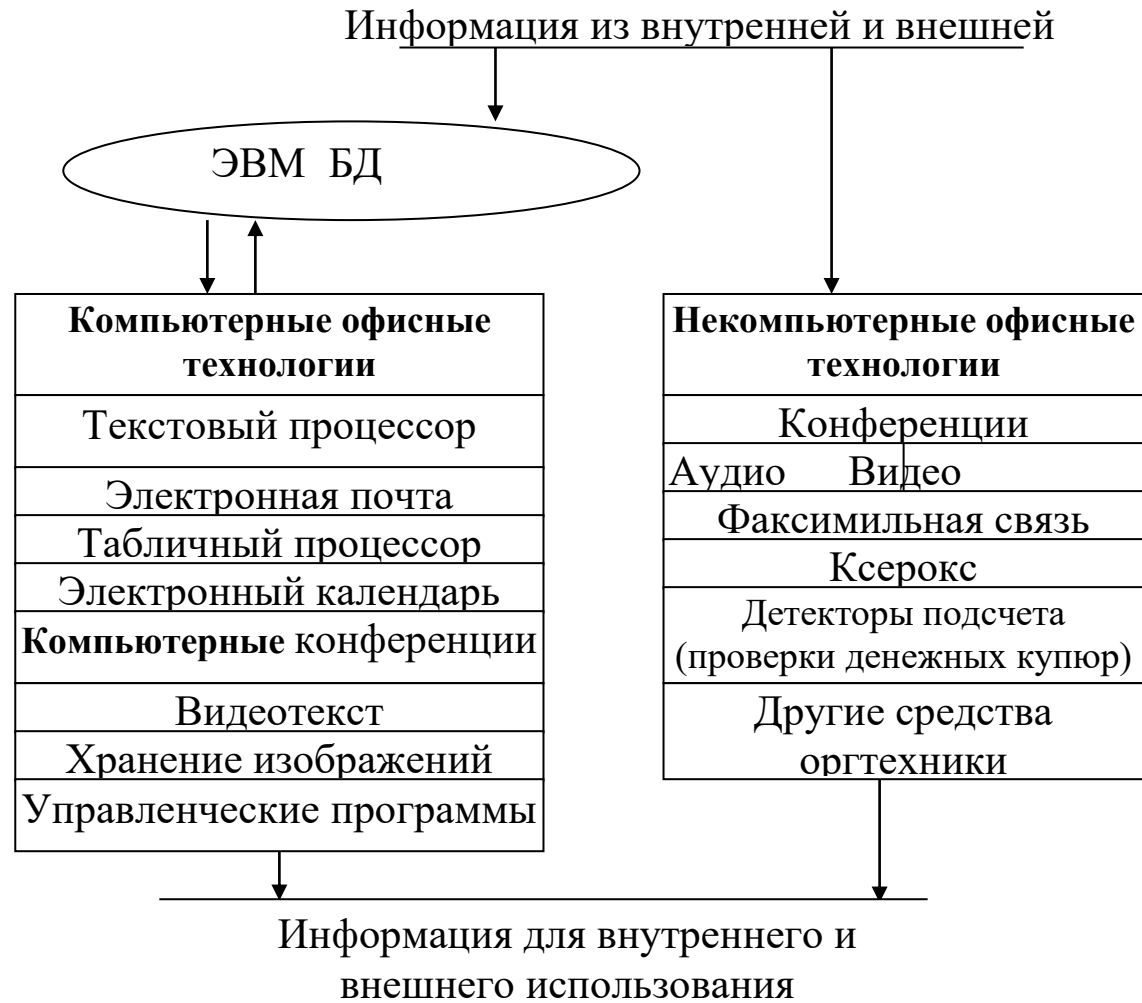 Информация из внутренней и внешней
ЭВМ БД
Компьютерные офисные
технологии
Текстовый процессор
Электронная почта
Табличный процессор
Электронный календарь
Компьютерные конференции
Видеотекст
Хранение изображений
Управленческие программы
Некомпьютерные офисные
технологии
Конференции
Аудио Видео
Факсимильная связь
Ксерокс
Детекторы подсчета
(проверки денежных купюр)
Другие средства
оргтехники
Информация для внутреннего и
внешнего использования